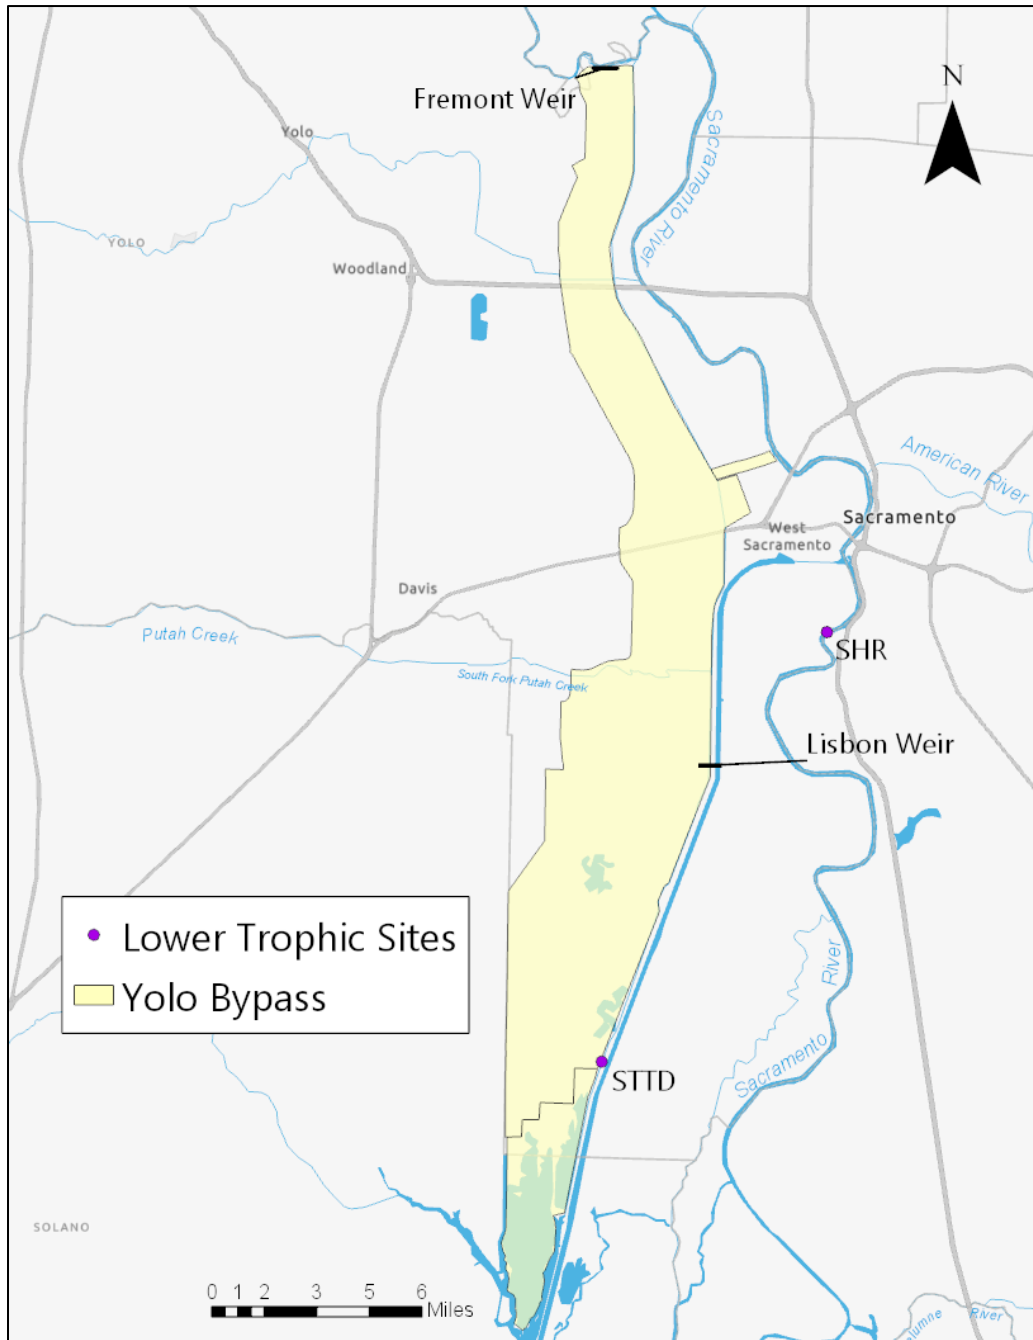 Fremont Weir
N
Yolo
Sacramento River
YOLO
Woodland
American River
Sacramento
West
Sacramento
Davis
Putah Creek
SHR
South Fork Putah Creek
Lisbon Weir
Lower Trophic Sites
Yolo Bypass
River
Sacramento
STTD
SOLANO
0 1 2 3 5 6
Miles
River